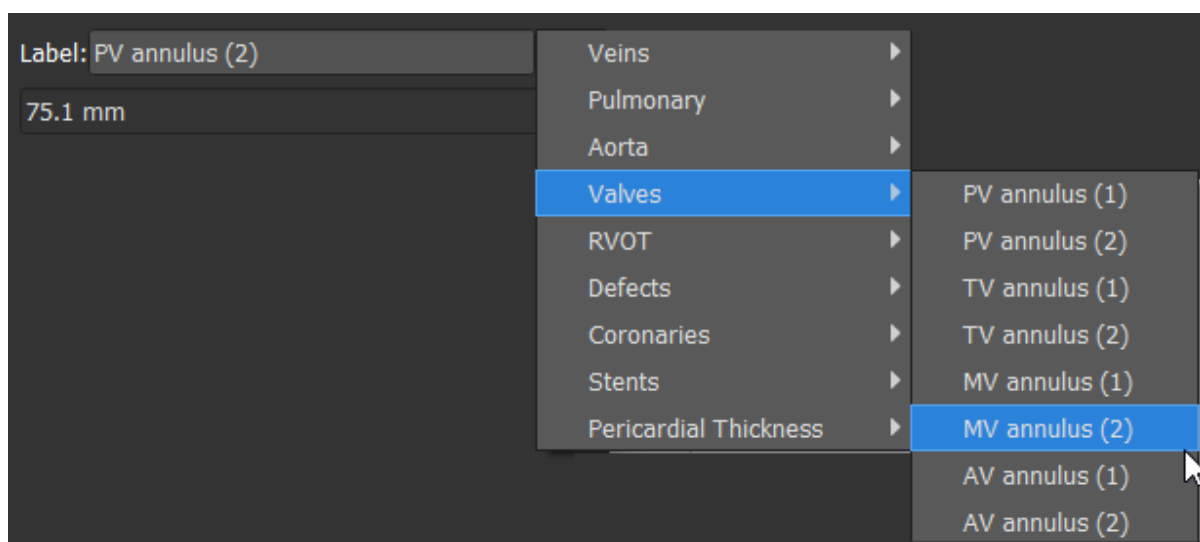 Label: PV annulus (2)
75.1 mm
Veins
Pulmonary
Aorta
Valves
RVOT
Defects
Coronaries
Stents
Pericardial Thickness
PV annulus (1)
PV annulus (2)
TV annulus (1)
TV annulus (2)
MV annulus (1)
MV annulus (2)
AV annulus (1)
AV annulus (2)